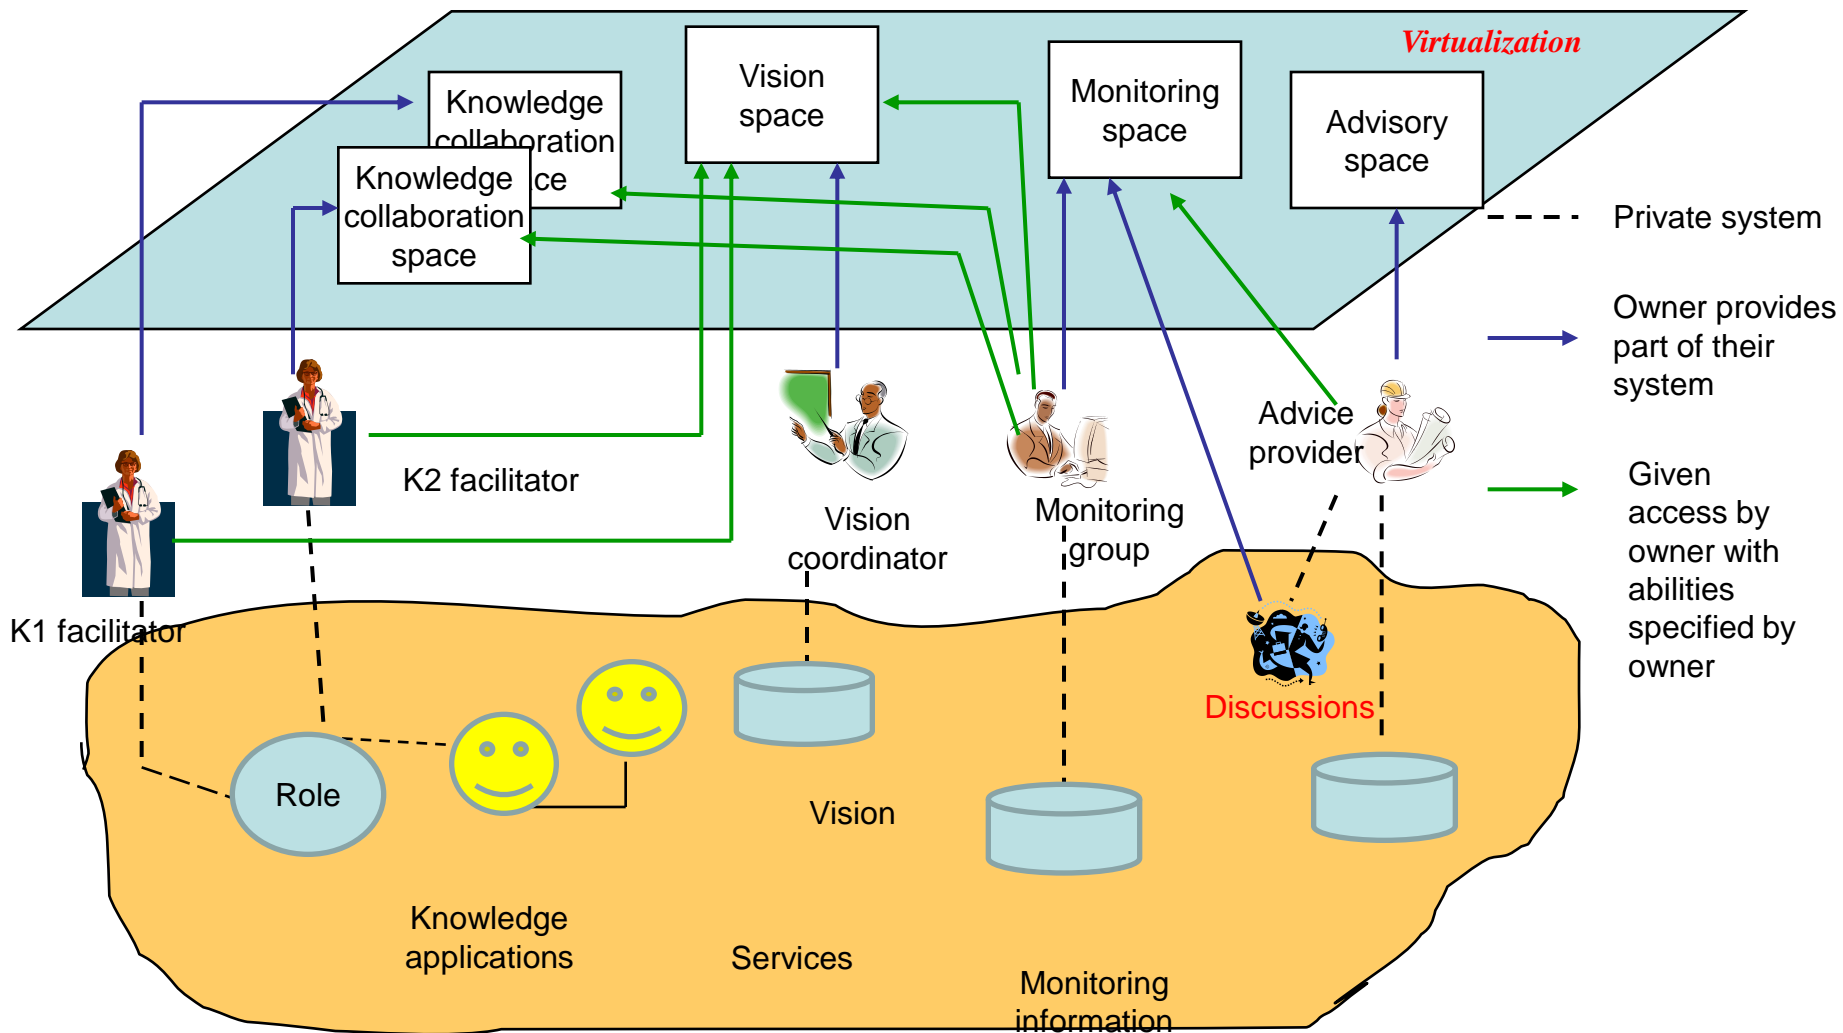 Virtualization
Knowledge
collaboration
ace
Knowledge
collaboration
space
Vision
space
Monitoring
space
Advisory
space
Private system
Owner provides
part of their
system
Given
access by
owner with
abilities
specified by
owner
K1 facilitator
K2 facilitator
Vision
coordinator
Monitoring
group
Advice
provider
Discussions
Role
Vision
Knowledge
applications
Services
Monitoring
information